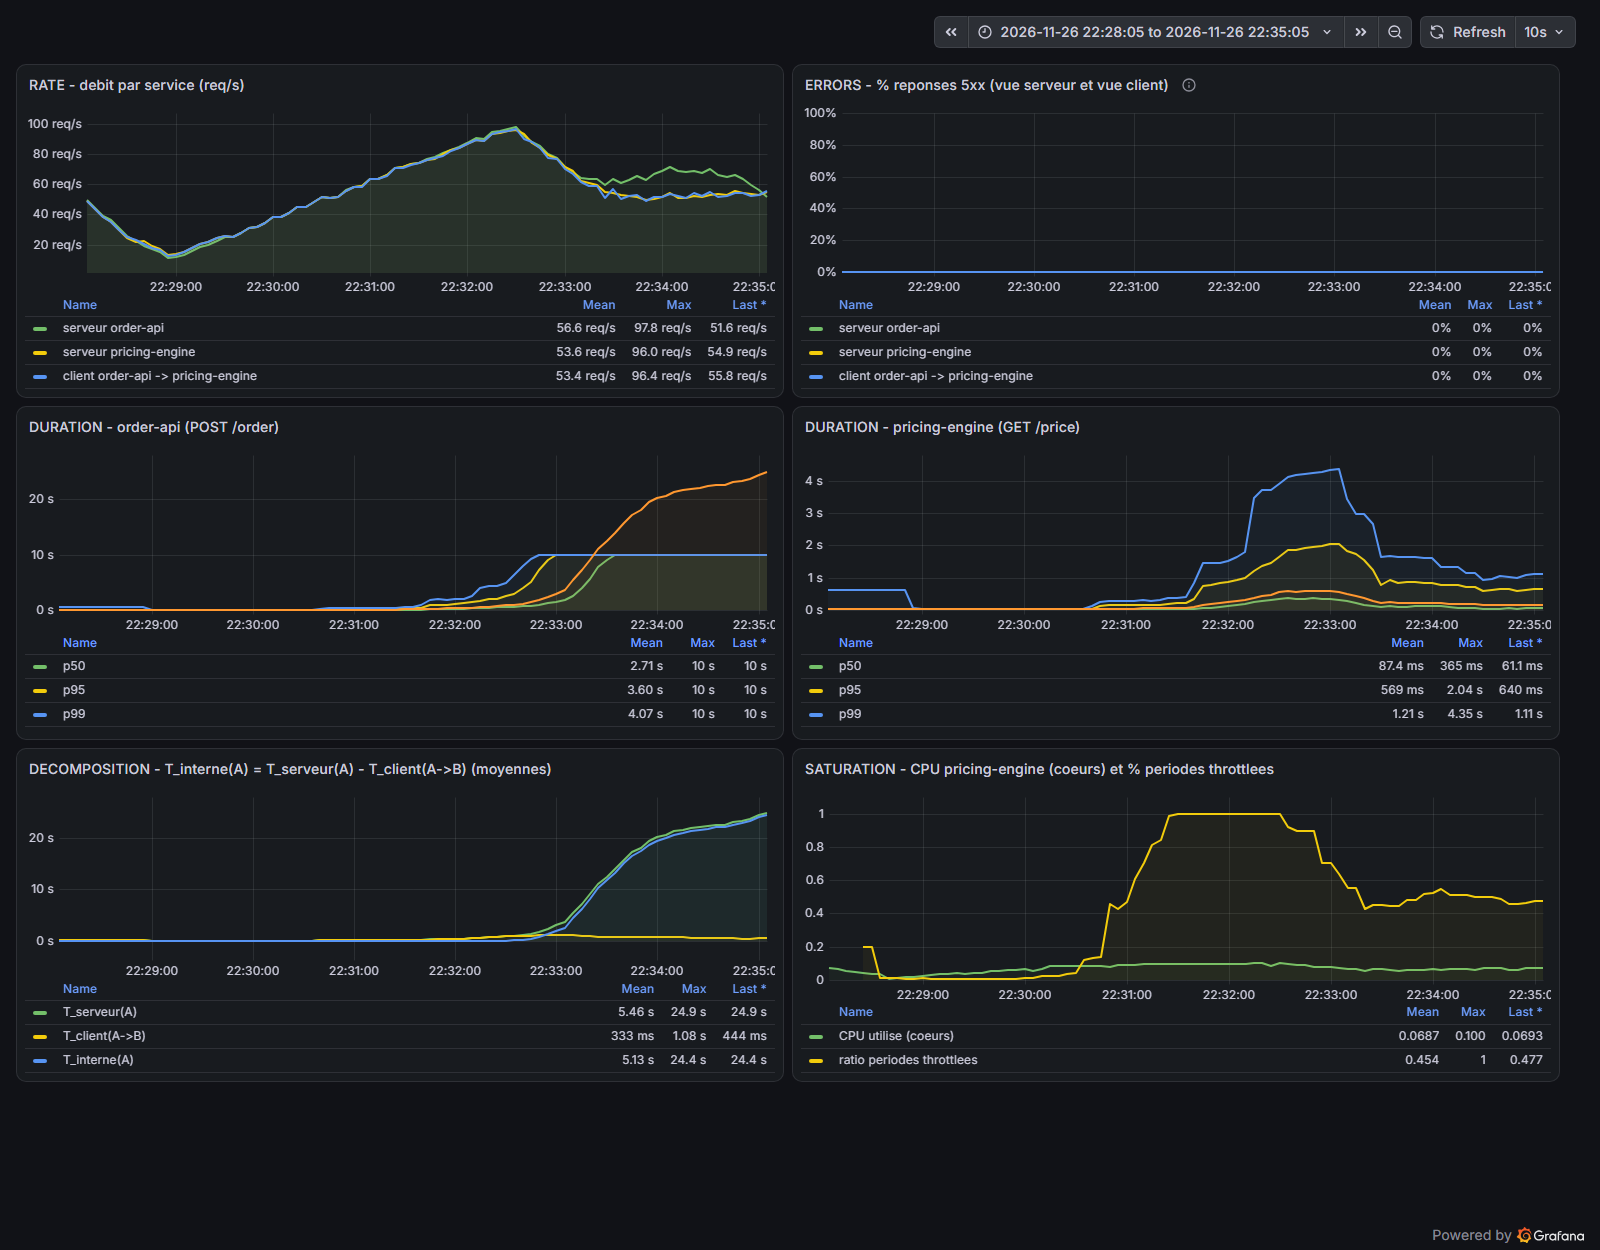 2026-11-26 22:28:05 to 2026-11-26 22:35:05
Refresh
10s
RATE - debit par service (req/s)
100 req/s
80 req/s
60 req/s
40 req/s
20 req/s
22:29:00 22:30:00 22:31:00 22:32:00 22:33:00 22:34:00 22:35:0
Name Mean Max Last *
serveur order-api 56.6 req/s 97.8 req/s 51.6 req/s
serveur pricing-engine 53.6 req/s 96.0 req/s 54.9 req/s
client order-api -> pricing-engine 53.4 req/s 96.4 req/s 55.8 req/s
ERRORS - % reponses 5xx (vue serveur et vue client)
100%
80%
60%
40%
20%
0%
22:29:00 22:30:00 22:31:00 22:32:00 22:33:00 22:34:00 22:35:0
Name Mean Max Last *
serveur order-api 0% 0% 0%
serveur pricing-engine 0% 0% 0%
client order-api -> pricing-engine 0% 0% 0%
DURATION - order-api (POST /order)
20 s
10 s
0 s
22:29:00 22:30:00 22:31:00 22:32:00 22:33:00 22:34:00 22:35:0
Name Mean Max Last *
p50 2.71 s 10 s 10 s
p95 3.60 s 10 s 10 s
p99 4.07 s 10 s 10 s
DURATION - pricing-engine (GET /price)
4 s
3 s
2 s
1 s
0 s
22:29:00 22:30:00 22:31:00 22:32:00 22:33:00 22:34:00 22:35:0
Name Mean Max Last *
p50 87.4 ms 365 ms 61.1 ms
p95 569 ms 2.04 s 640 ms
p99 1.21 s 4.35 s 1.11 s
DECOMPOSITION - T_interne(A) = T_serveur(A) - T_client(A->B) (moyennes)
20 s
10 s
0 s
22:29:00 22:30:00 22:31:00 22:32:00 22:33:00 22:34:00 22:35:0
Name Mean Max Last *
T_serveur(A) 5.46 s 24.9 s 24.9 s
T_client(A->B) 333 ms 1.08 s 444 ms
T_interne(A) 5.13 s 24.4 s 24.4 s
SATURATION - CPU pricing-engine (coeurs) et % periodes throttlees
1
0.8
0.6
0.4
0.2
0
22:29:00 22:30:00 22:31:00 22:32:00 22:33:00 22:34:00 22:35:0
Name Mean Max Last *
CPU utilise (coeurs) 0.0687 0.100 0.0693
ratio periodes throttlees 0.454 1 0.477
Powered by Grafana